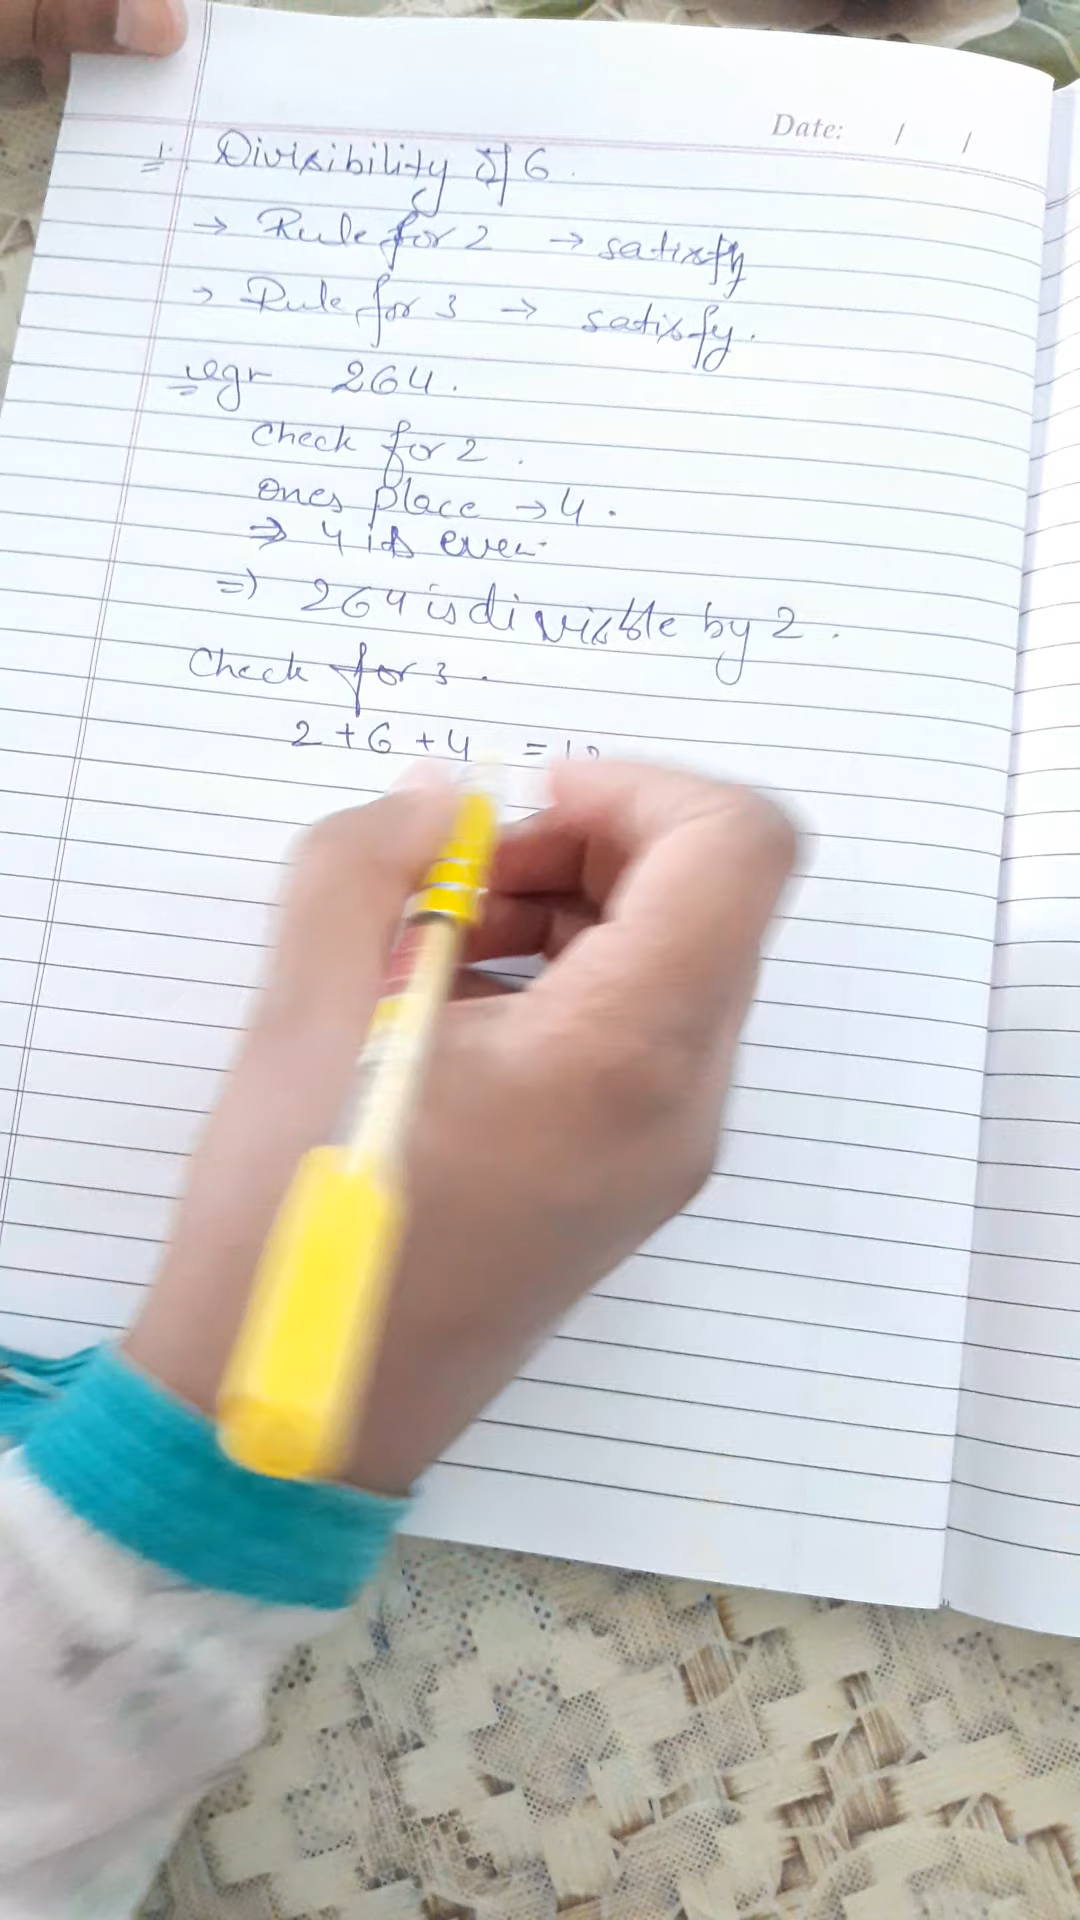 Date: / /
1. Divisibility of 6.
→ Rule for 2 → satisfy
→ Rule for 3 → satisfy.
eg 264.
Check for 2.
ones place → 4.
⇒ 4 is even.
⇒ 264 is divisible by 2.
Check for 3.
2 + 6 + 4 = 12